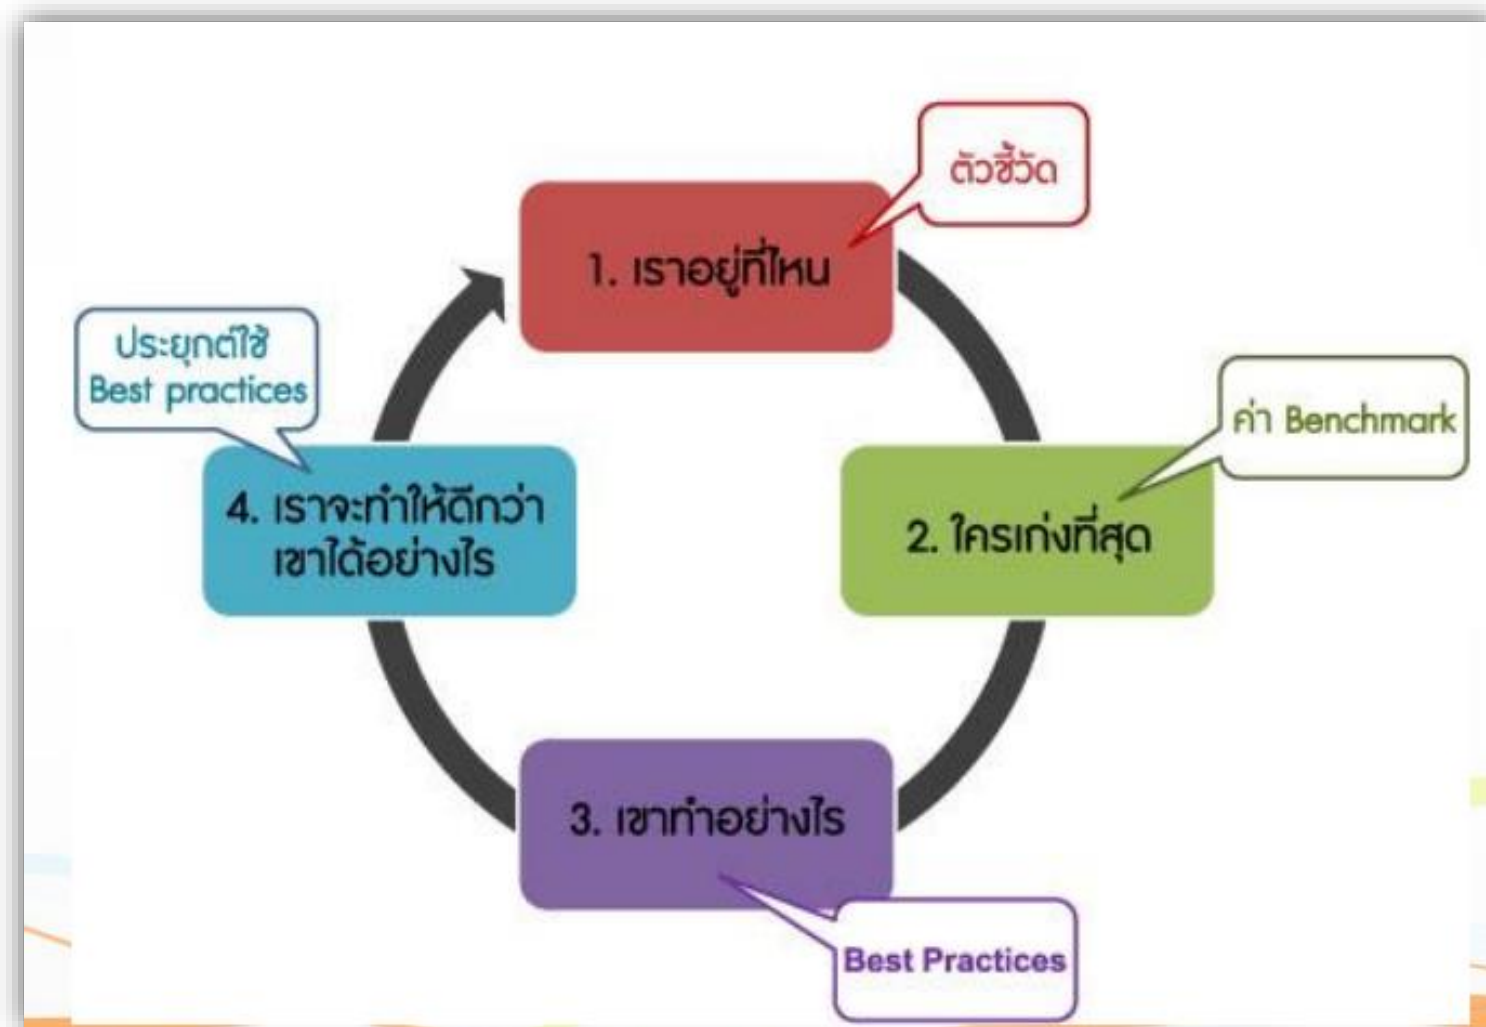 ตัวชี้วัด
1. เราอยู่ที่ไหน
ประยุกต์ใช้
Best practices
ค่า Benchmark
4. เราจะทำให้ดีกว่า
เขาได้อย่างไร
2. ใครเก่งที่สุด
3. เขาทำอย่างไร
Best Practices